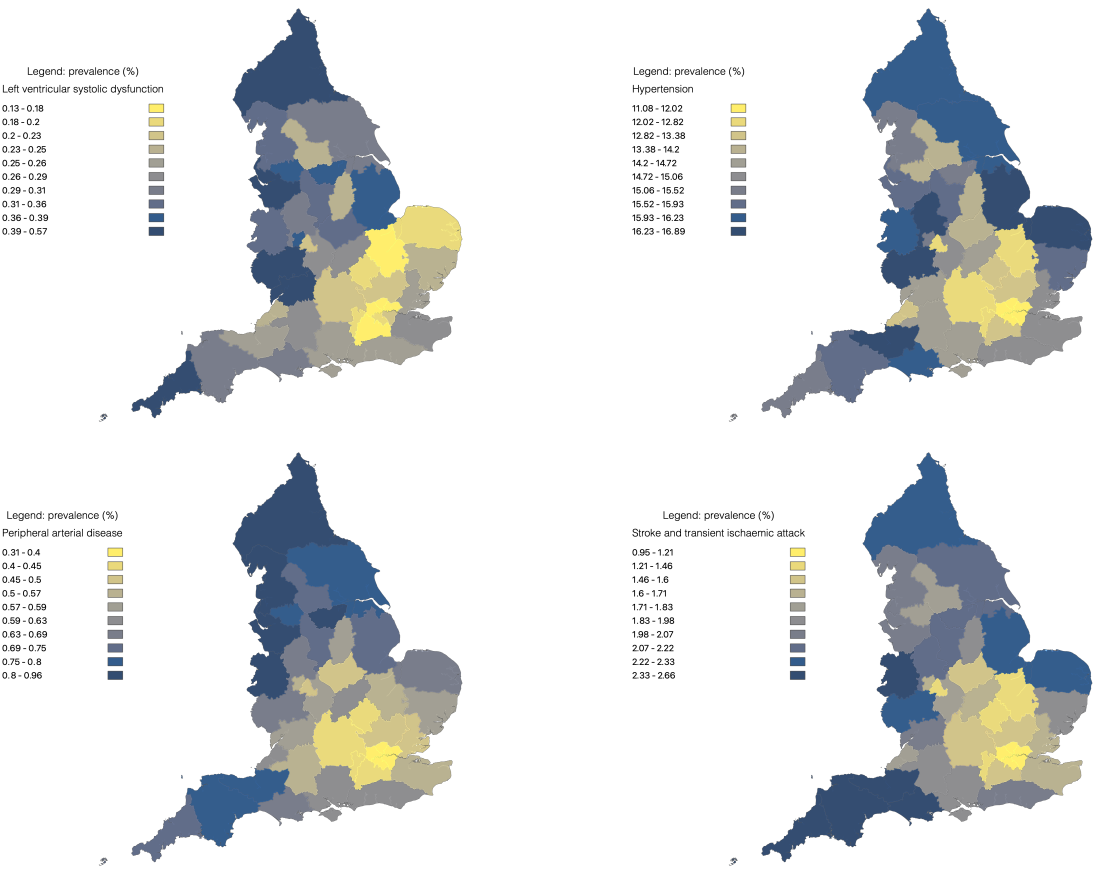 Legend: prevalence (%)
Left ventricular systolic dysfunction
0.13 - 0.18
0.18 - 0.2
0.2 - 0.23
0.23 - 0.25
0.25 - 0.26
0.26 - 0.29
0.29 - 0.31
0.31 - 0.36
0.36 - 0.39
0.39 - 0.57
Legend: prevalence (%)
Hypertension
11.08 - 12.02
12.02 - 12.82
12.82 - 13.38
13.38 - 14.2
14.2 - 14.72
14.72 - 15.06
15.06 - 15.52
15.52 - 15.93
15.93 - 16.23
16.23 - 16.89
Legend: prevalence (%)
Peripheral arterial disease
0.31 - 0.4
0.4 - 0.45
0.45 - 0.5
0.5 - 0.57
0.57 - 0.59
0.59 - 0.63
0.63 - 0.69
0.69 - 0.75
0.75 - 0.8
0.8 - 0.96
Legend: prevalence (%)
Stroke and transient ischaemic attack
0.95 - 1.21
1.21 - 1.46
1.46 - 1.6
1.6 - 1.71
1.71 - 1.83
1.83 - 1.98
1.98 - 2.07
2.07 - 2.22
2.22 - 2.33
2.33 - 2.66